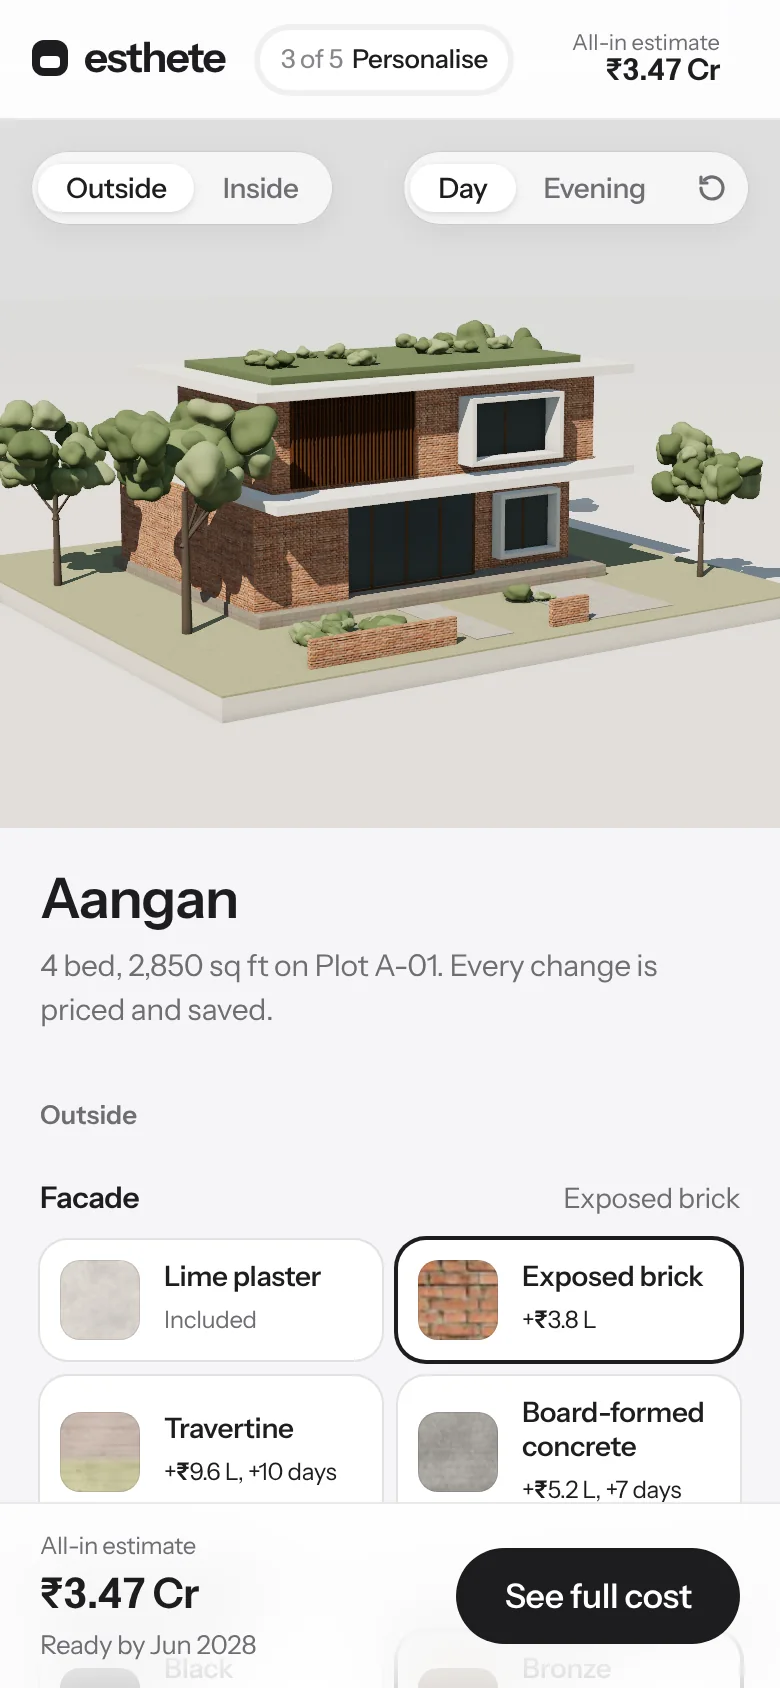 esthete
3 of 5 Personalise
All-in estimate
₹3.47 Cr
Outside
Inside
Day
Evening
Aangan
4 bed, 2,850 sq ft on Plot A-01. Every change is
priced and saved.
Outside
Facade
Exposed brick
Lime plaster
Included
Exposed brick
+₹3.8 L
Travertine
+₹9.6 L, +10 days
Board-formed
concrete
+₹5.2 L, +7 days
All-in estimate
₹3.47 Cr
Ready by Jun 2028
See full cost
Black
Bronze